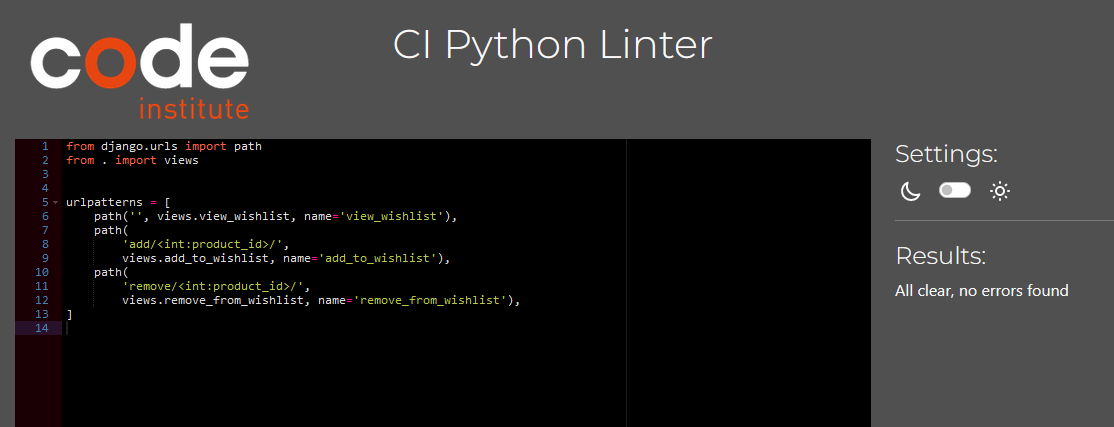 code
institute
CI Python Linter
1 from django.urls import path
2 from . import views
3
4
5 urlpatterns = [
6     path('', views.view_wishlist, name='view_wishlist'),
7     path(
8         'add/<int:product_id>/',
9         views.add_to_wishlist, name='add_to_wishlist'),
10     path(
11         'remove/<int:product_id>/',
12         views.remove_from_wishlist, name='remove_from_wishlist'),
13 ]
14
Settings:
Results:
All clear, no errors found